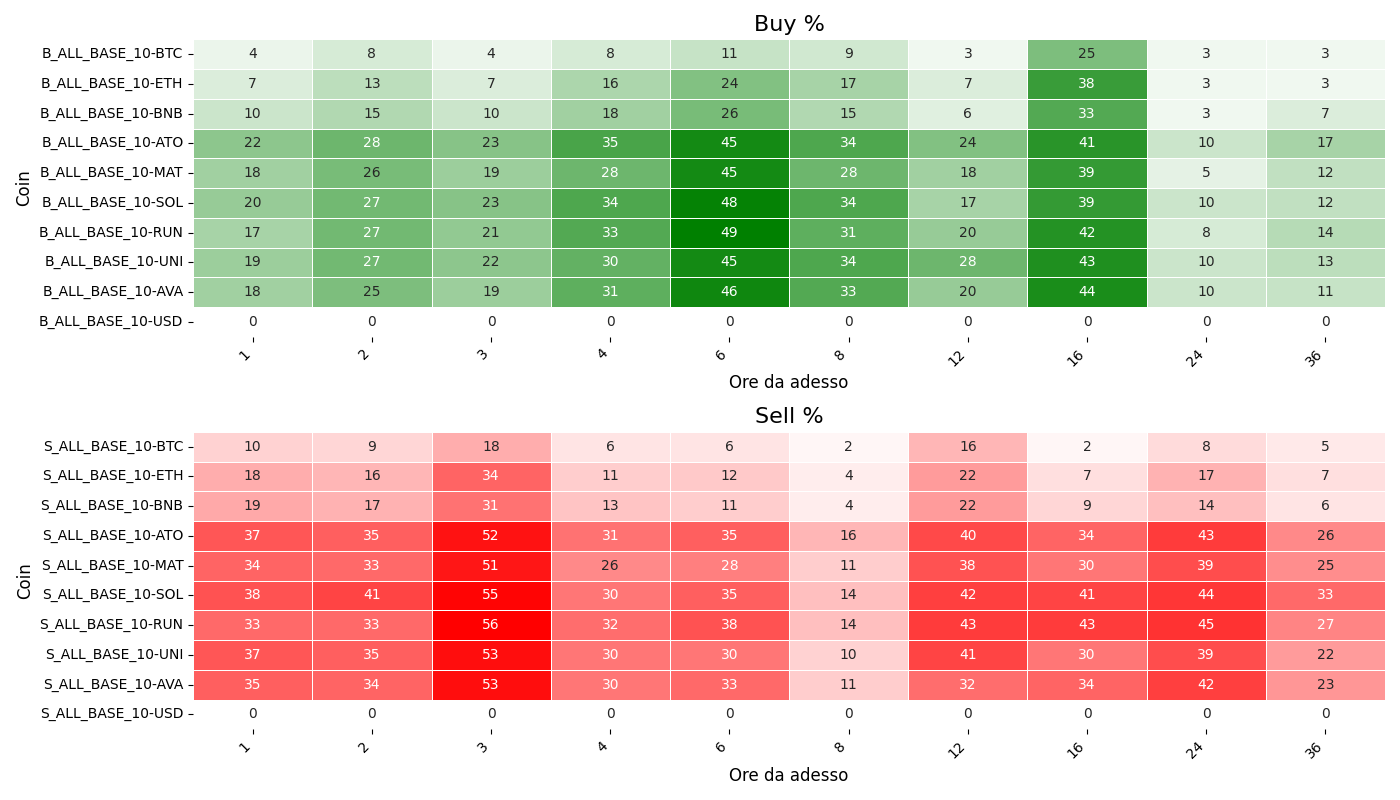 Buy %
Coin
B_ALL_BASE_10-BTC 4 8 4 8 11 9 3 25 3 3
B_ALL_BASE_10-ETH 7 13 7 16 24 17 7 38 3 3
B_ALL_BASE_10-BNB 10 15 10 18 26 15 6 33 3 7
B_ALL_BASE_10-ATO 22 28 23 35 45 34 24 41 10 17
B_ALL_BASE_10-MAT 18 26 19 28 45 28 18 39 5 12
B_ALL_BASE_10-SOL 20 27 23 34 48 34 17 39 10 12
B_ALL_BASE_10-RUN 17 27 21 33 49 31 20 42 8 14
B_ALL_BASE_10-UNI 19 27 22 30 45 34 28 43 10 13
B_ALL_BASE_10-AVA 18 25 19 31 46 33 20 44 10 11
B_ALL_BASE_10-USD 0 0 0 0 0 0 0 0 0 0
1 2 3 4 6 8 12 16 24 36
Ore da adesso
Sell %
Coin
S_ALL_BASE_10-BTC 10 9 18 6 6 2 16 2 8 5
S_ALL_BASE_10-ETH 18 16 34 11 12 4 22 7 17 7
S_ALL_BASE_10-BNB 19 17 31 13 11 4 22 9 14 6
S_ALL_BASE_10-ATO 37 35 52 31 35 16 40 34 43 26
S_ALL_BASE_10-MAT 34 33 51 26 28 11 38 30 39 25
S_ALL_BASE_10-SOL 38 41 55 30 35 14 42 41 44 33
S_ALL_BASE_10-RUN 33 33 56 32 38 14 43 43 45 27
S_ALL_BASE_10-UNI 37 35 53 30 30 10 41 30 39 22
S_ALL_BASE_10-AVA 35 34 53 30 33 11 32 34 42 23
S_ALL_BASE_10-USD 0 0 0 0 0 0 0 0 0 0
1 2 3 4 6 8 12 16 24 36
Ore da adesso